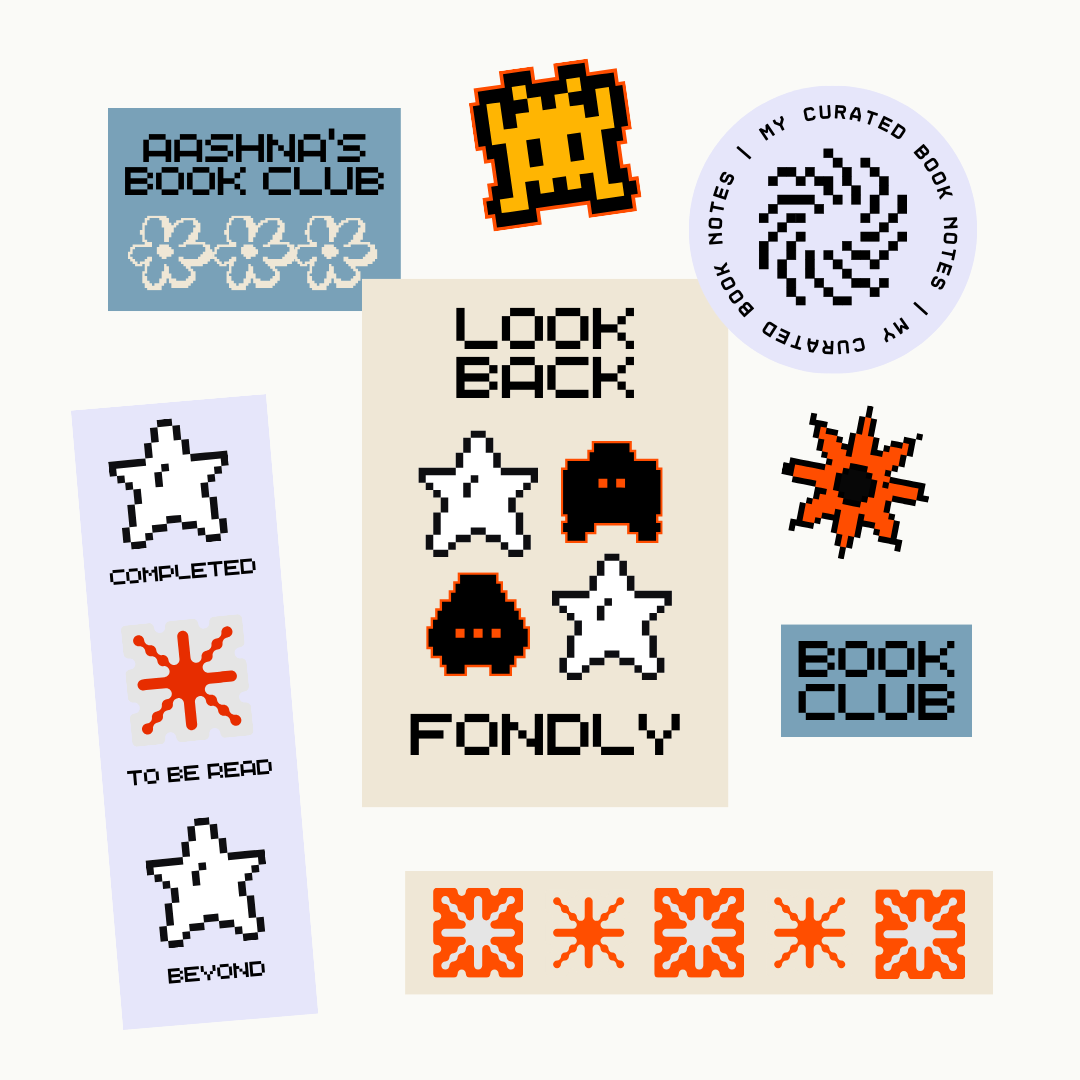 AASHNA'S
BOOK CLUB
MY CURATED BOOK NOTES | MY CURATED BOOK NOTES |
LOOK
BACK
FONDLY
COMPLETED
TO BE READ
BEYOND
BOOK
CLUB